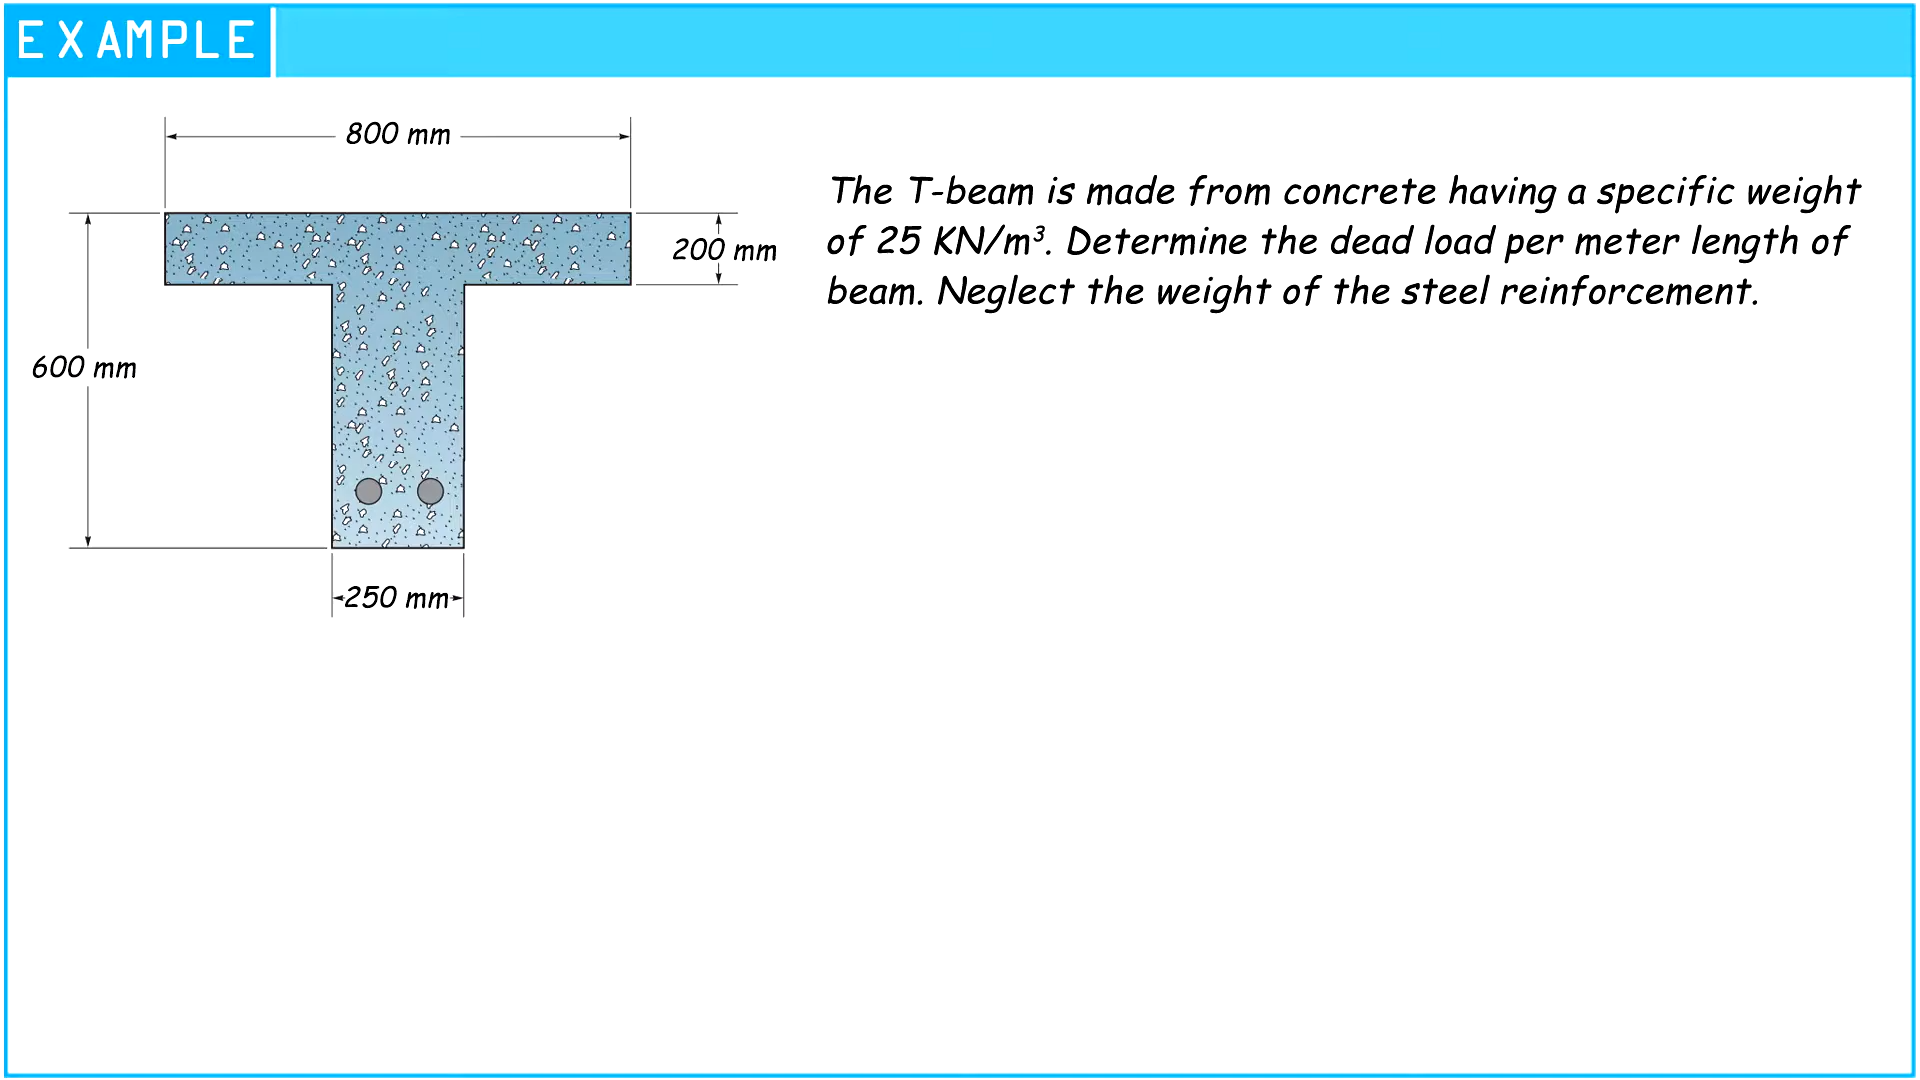 EXAMPLE
800 mm
The T-beam is made from concrete having a specific weight
of 25 KN/m³. Determine the dead load per meter length of
beam. Neglect the weight of the steel reinforcement.
200 mm
600 mm
250 mm